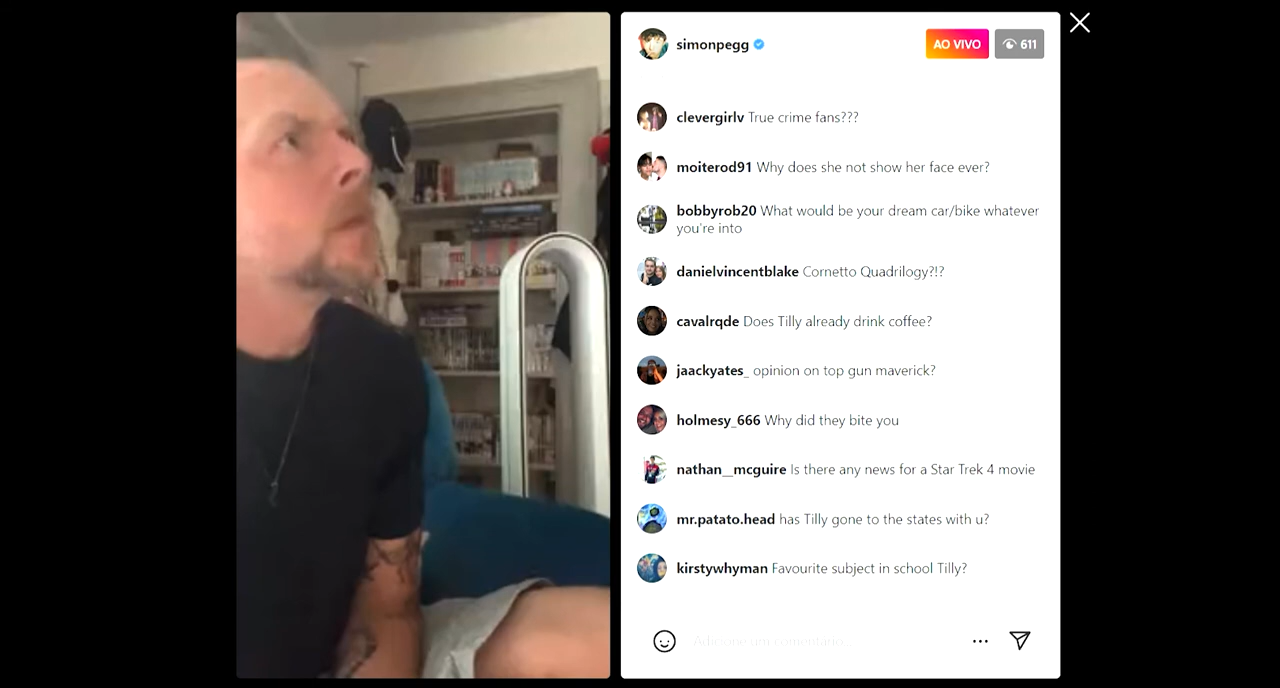 simonpegg
AO VIVO
611
clevergirlv True crime fans???
moiterod91 Why does she not show her face ever?
bobbyrob20 What would be your dream car/bike whatever
you're into
danielvincentblake Cornetto Quadrilogy?!?
cavalrqde Does Tilly already drink coffee?
jaackyates_ opinion on top gun maverick?
holmesy_666 Why did they bite you
nathan__mcguire Is there any news for a Star Trek 4 movie
mr.patato.head has Tilly gone to the states with u?
kirstywhyman Favourite subject in school Tilly?
Adicione um comentário...